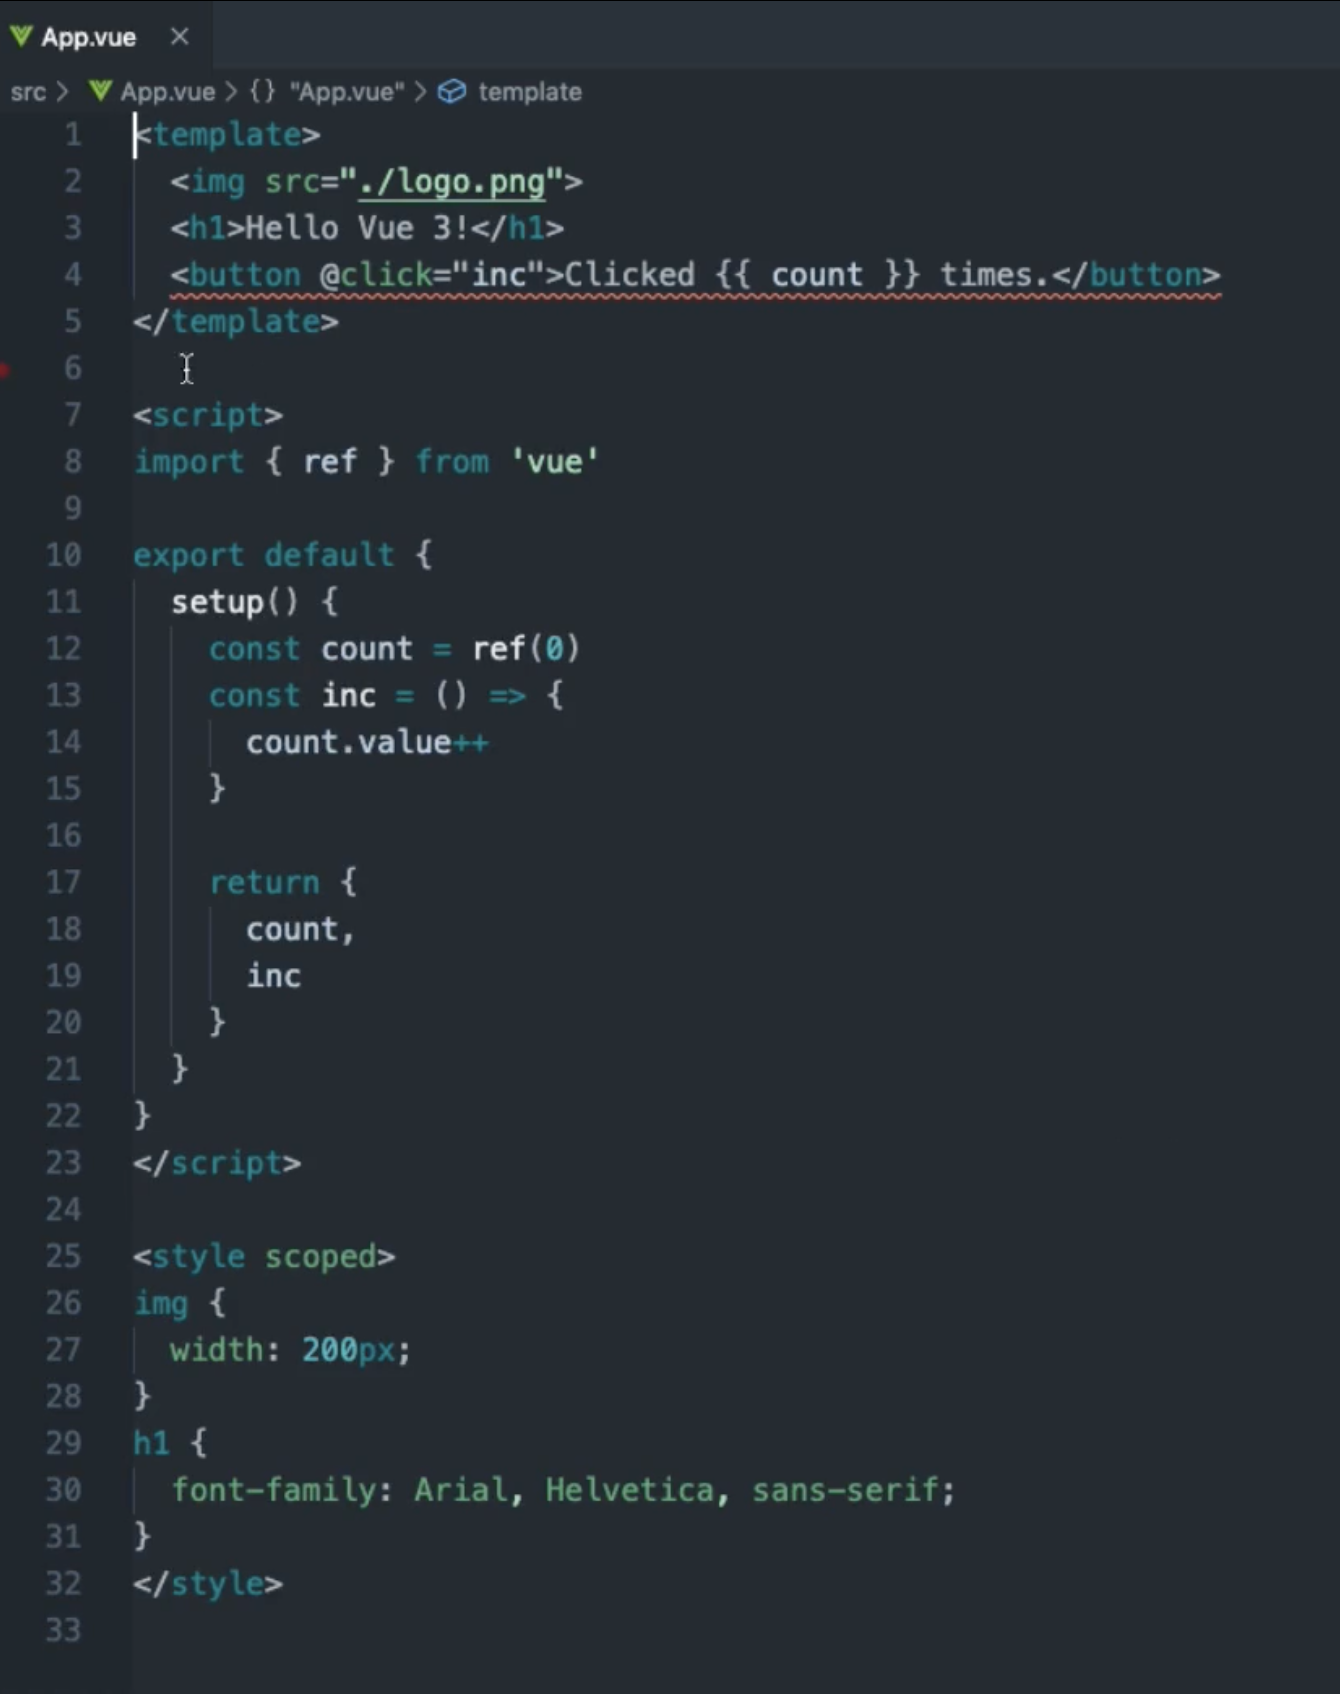 App.vue ×
src > App.vue > {} "App.vue" > template
1 <template>
2   <img src="./logo.png">
3   <h1>Hello Vue 3!</h1>
4   <button @click="inc">Clicked {{ count }} times.</button>
5 </template>
6
7 <script>
8 import { ref } from 'vue'
9
10 export default {
11   setup() {
12     const count = ref(0)
13     const inc = () => {
14       count.value++
15     }
16
17     return {
18       count,
19       inc
20     }
21   }
22 }
23 </script>
24
25 <style scoped>
26 img {
27   width: 200px;
28 }
29 h1 {
30   font-family: Arial, Helvetica, sans-serif;
31 }
32 </style>
33